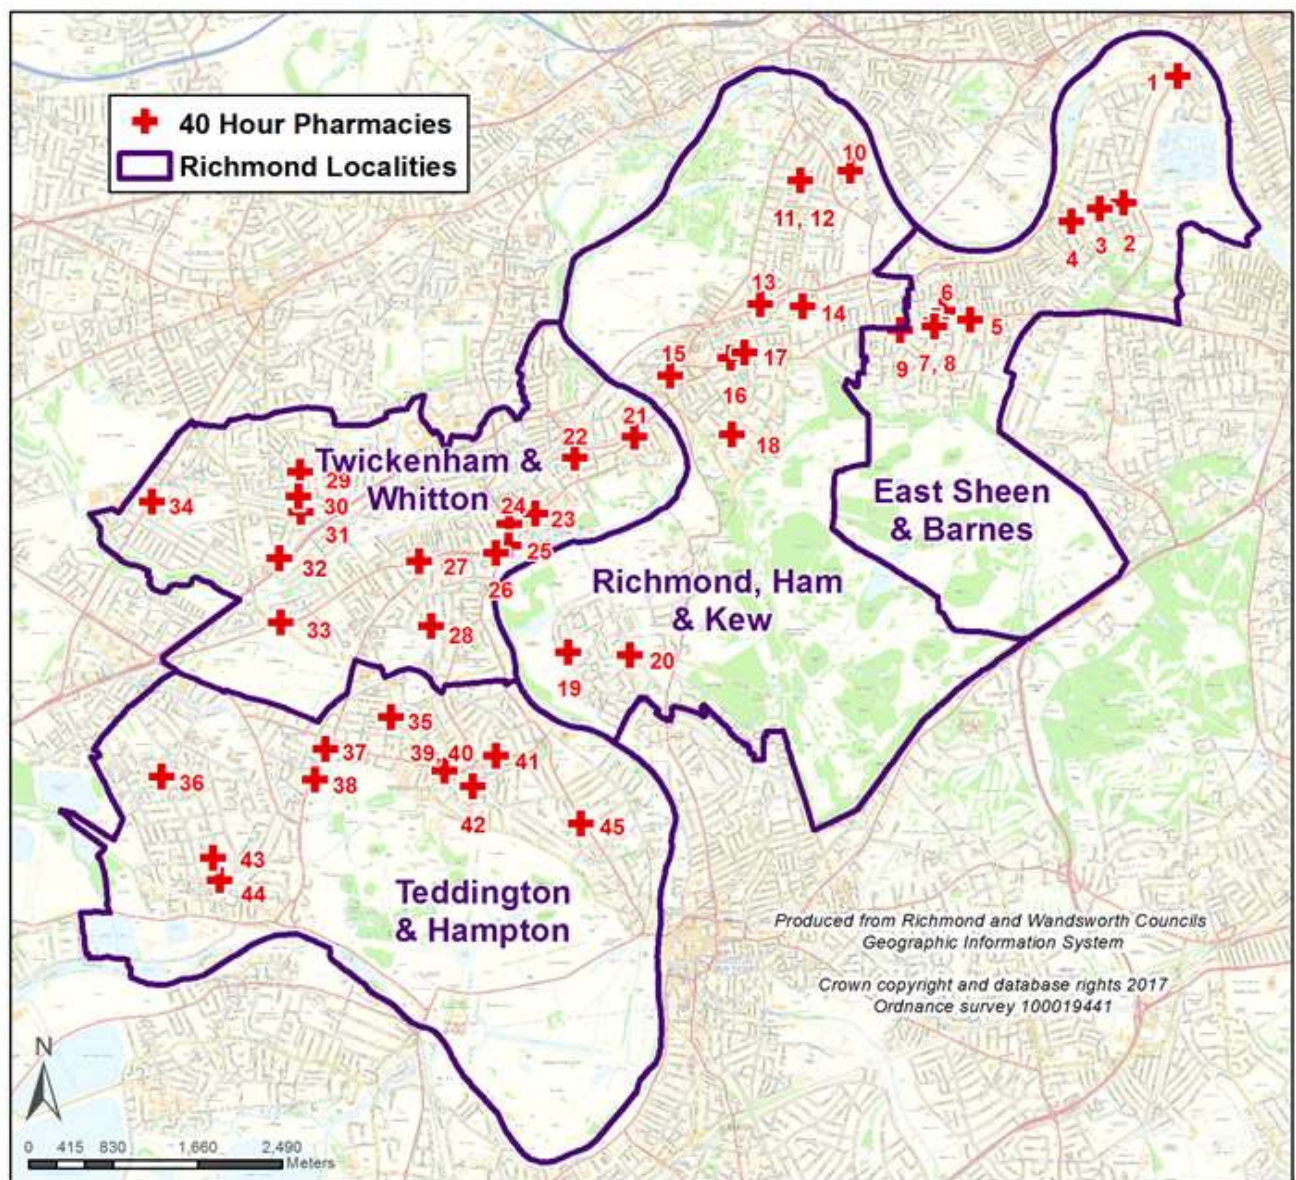 40 Hour Pharmacies
Richmond Localities
1
10
11, 12
4 3 2
13
14
6
5
9 7, 8
15
17
16
21
22
18
Twickenham &
Whitton
29
30
31
34
24
23
25
26
East Sheen
& Barnes
32
27
Richmond, Ham
& Kew
33
28
19
20
35
37
39, 40
41
36
38
42
45
43
44
Teddington
& Hampton
Produced from Richmond and Wandsworth Councils
Geographic Information System
Crown copyright and database rights 2017
Ordnance survey 100019441
N
0 415 830 1,660 2,490
Meters